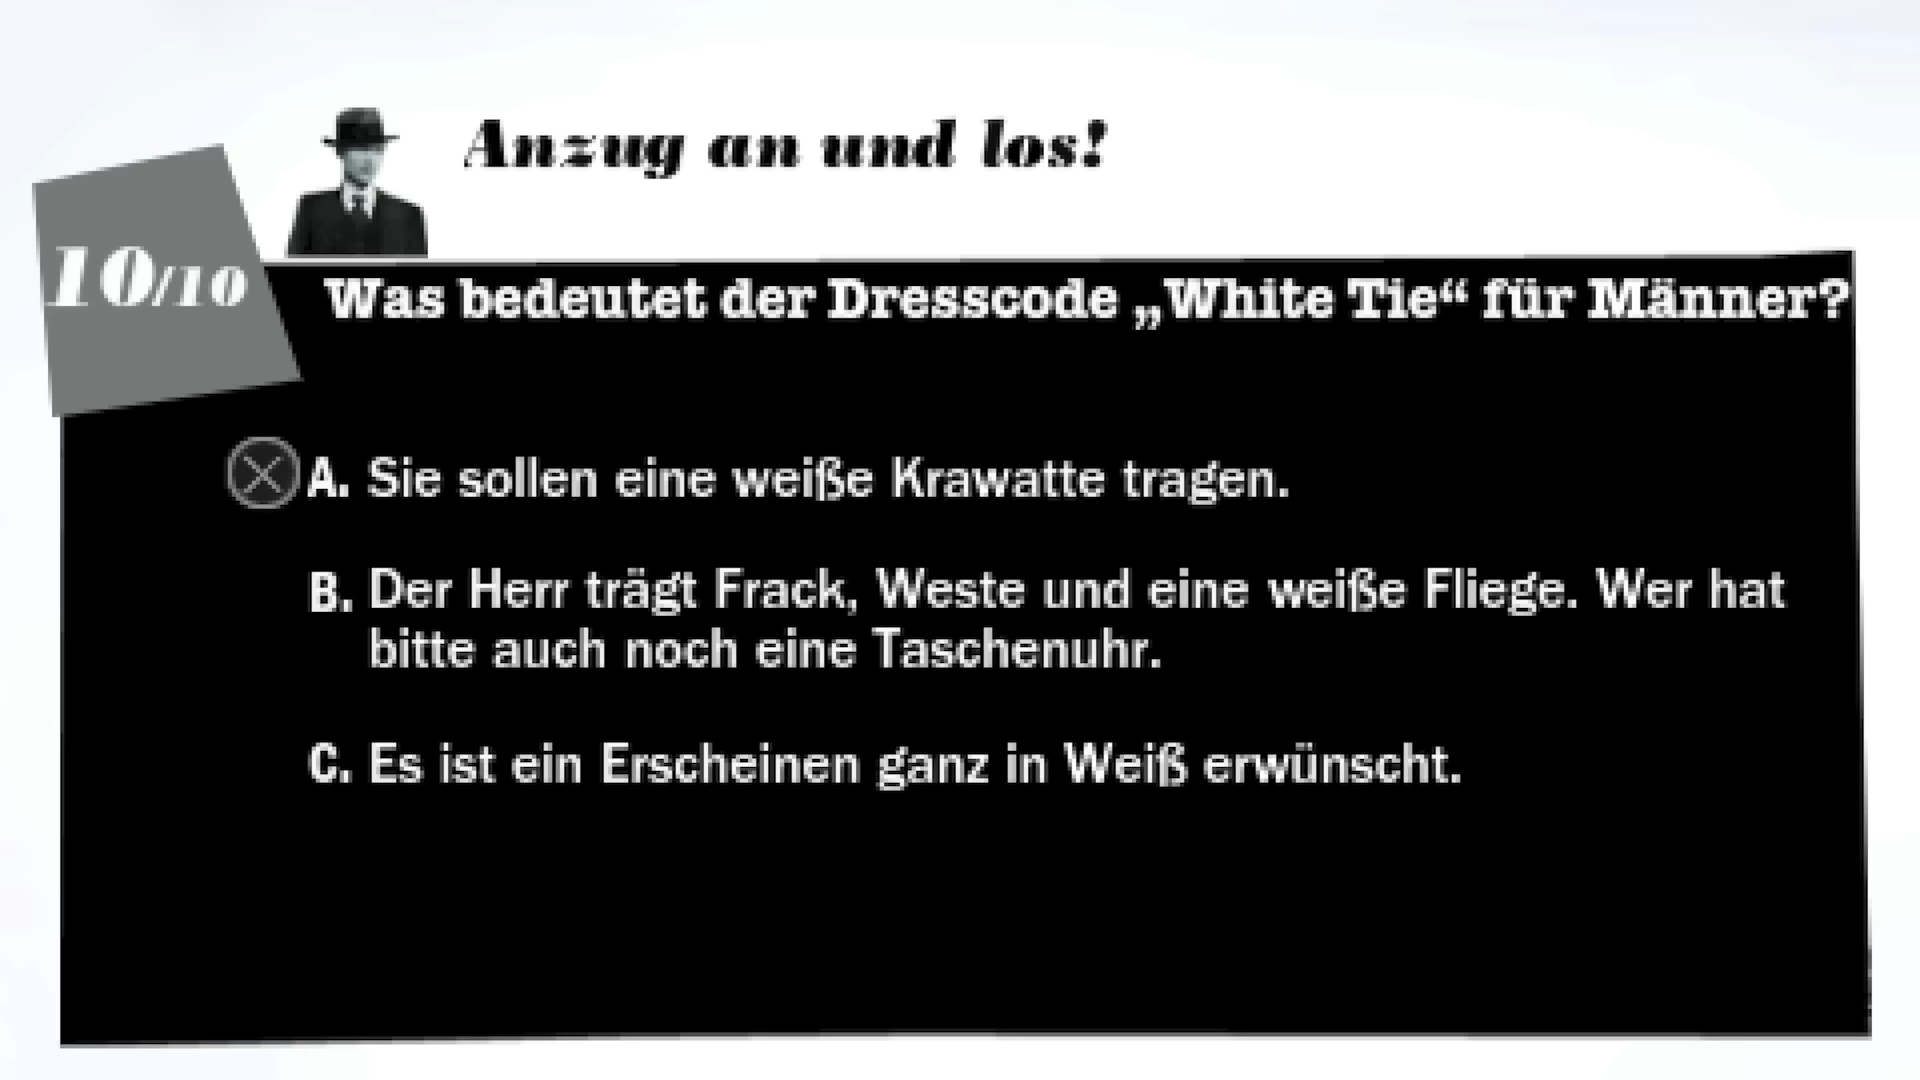 Anzug an und los!
10/10
Was bedeutet der Dresscode „White Tie“ für Männer?
A. Sie sollen eine weiße Krawatte tragen.
B. Der Herr trägt Frack, Weste und eine weiße Fliege. Wer hat
bitte auch noch eine Taschenuhr.
C. Es ist ein Erscheinen ganz in Weiß erwünscht.